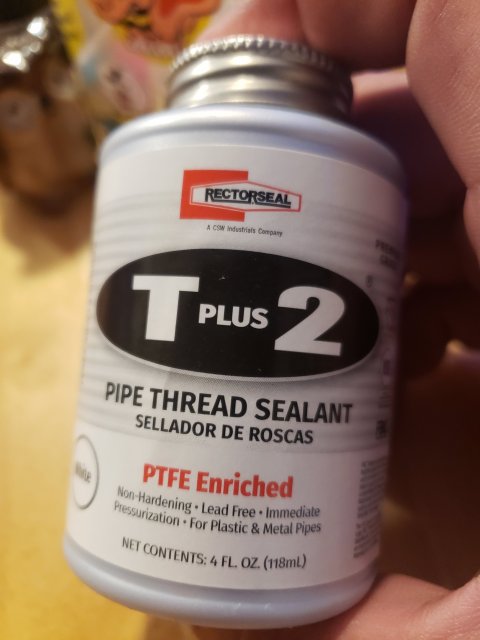 RECTORSEAL
A CSW Industrials Company
T PLUS 2
PIPE THREAD SEALANT
SELLADOR DE ROSCAS
PTFE Enriched
Non-Hardening • Lead Free • Immediate
Pressurization • For Plastic & Metal Pipes
NET CONTENTS: 4 FL. OZ. (118mL)